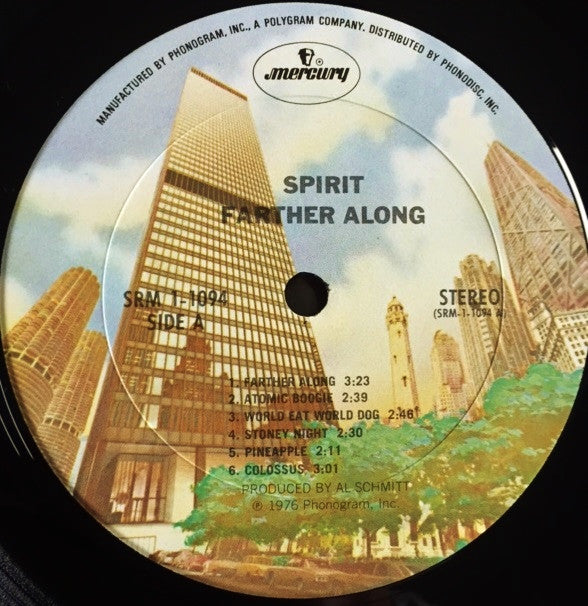 MANUFACTURED BY PHONOGRAM, INC., A POLYGRAM COMPANY. DISTRIBUTED BY PHONODISC, INC.
mercury
SPIRIT
FARTHER ALONG
SRM 1-1094
SIDE A
STEREO
(SRM-1-1094 A)
1. FARTHER ALONG 3:23
2. ATOMIC BOOGIE 2:39
3. WORLD EAT WORLD DOG 2:46
4. STONEY NIGHT 2:30
5. PINEAPPLE 2:11
6. COLOSSUS 3:01
PRODUCED BY AL SCHMITT
℗ 1976 Phonogram, Inc.